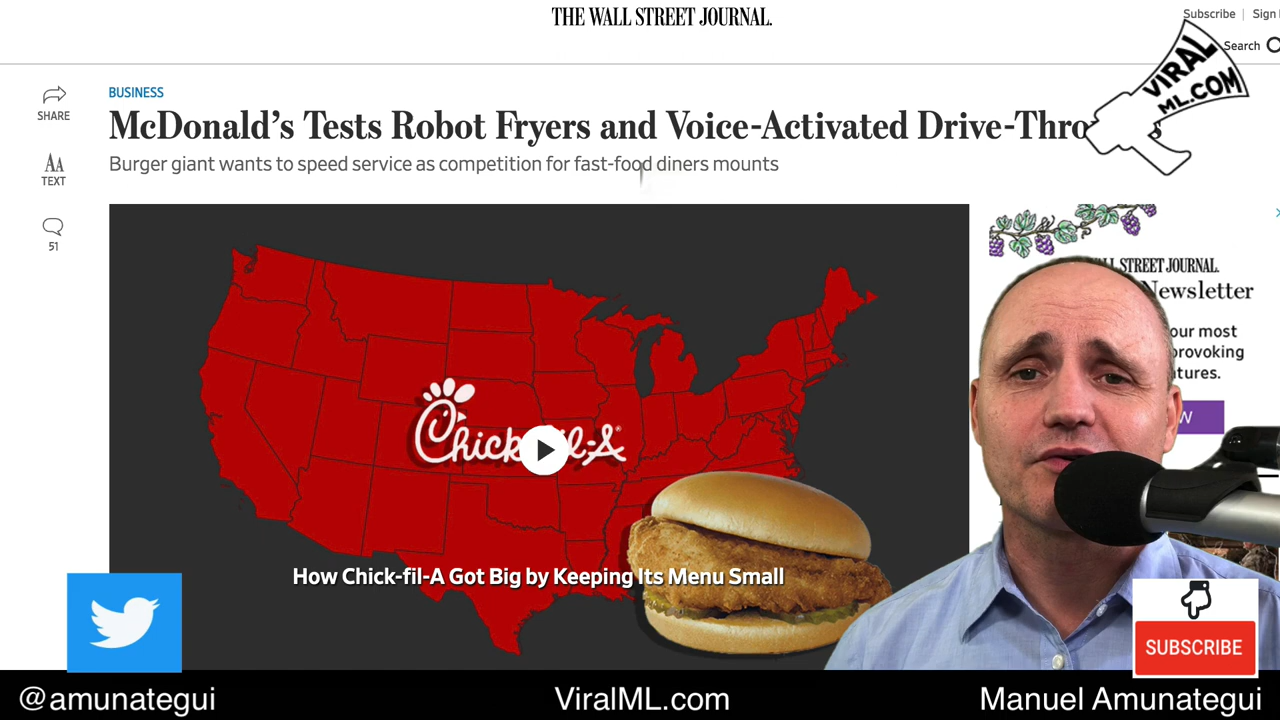 THE WALL STREET JOURNAL.
Subscribe | Sign
Search
VIRAL
ML.COM
SHARE
AA
TEXT
51
BUSINESS
McDonald's Tests Robot Fryers and Voice-Activated Drive-Thro
Burger giant wants to speed service as competition for fast-food diners mounts
Chick-fil-A
How Chick-fil-A Got Big by Keeping Its Menu Small
STREET JOURNAL.
Newsletter
our most
SUBSCRIBE
@amunategui
ViralML.com
Manuel Amunategui